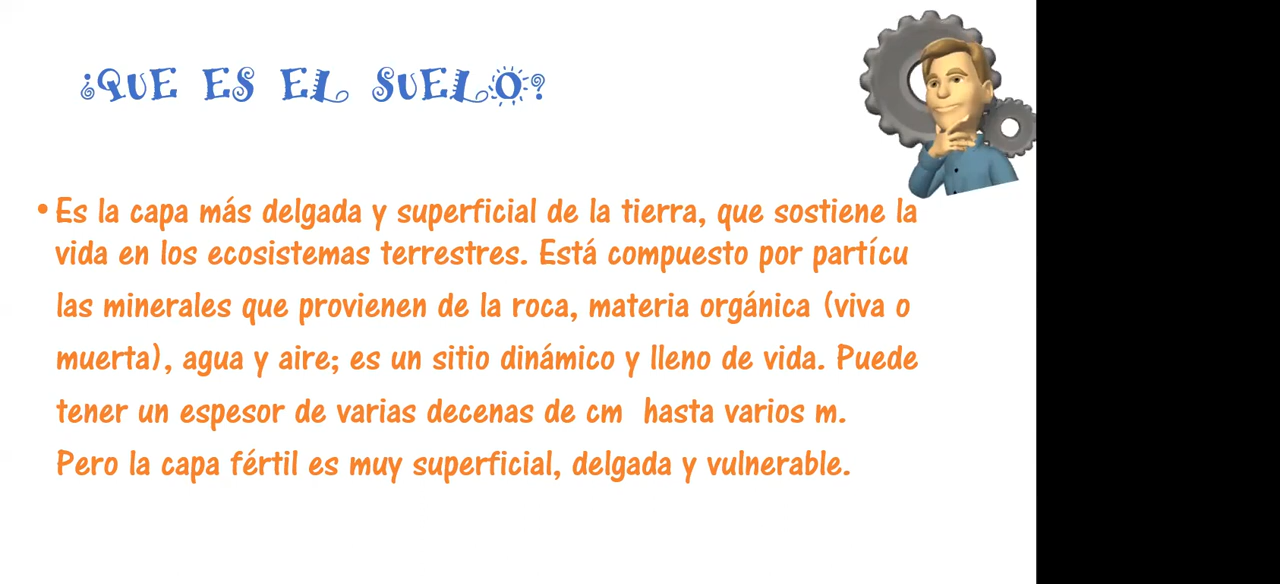 ¿QUE ES EL SUELO?
• Es la capa más delgada y superficial de la tierra, que sostiene la
vida en los ecosistemas terrestres. Está compuesto por partícu
las minerales que provienen de la roca, materia orgánica (viva o
muerta), agua y aire; es un sitio dinámico y lleno de vida. Puede
tener un espesor de varias decenas de cm  hasta varios m.
Pero la capa fértil es muy superficial, delgada y vulnerable.